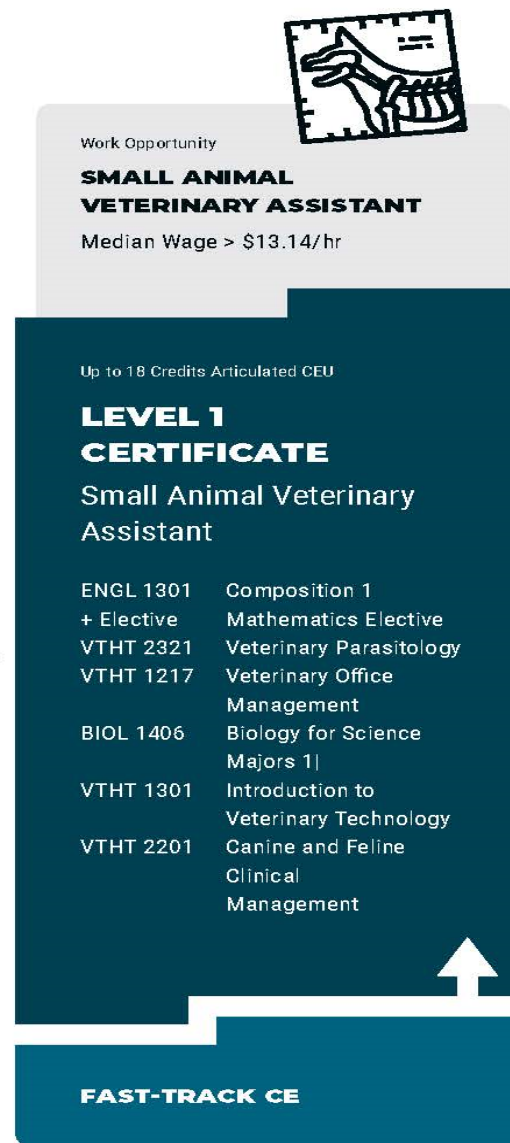 Work Opportunity
SMALL ANIMAL
VETERINARY ASSISTANT
Median Wage > $13.14/hr
Up to 18 Credits Articulated CEU
LEVEL 1
CERTIFICATE
Small Animal Veterinary
Assistant
ENGL 1301 Composition 1
+ Elective Mathematics Elective
VTHT 2321 Veterinary Parasitology
VTHT 1217 Veterinary Office
Management
BIOL 1406 Biology for Science
Majors 1|
VTHT 1301 Introduction to
Veterinary Technology
VTHT 2201 Canine and Feline
Clinical
Management
FAST-TRACK CE